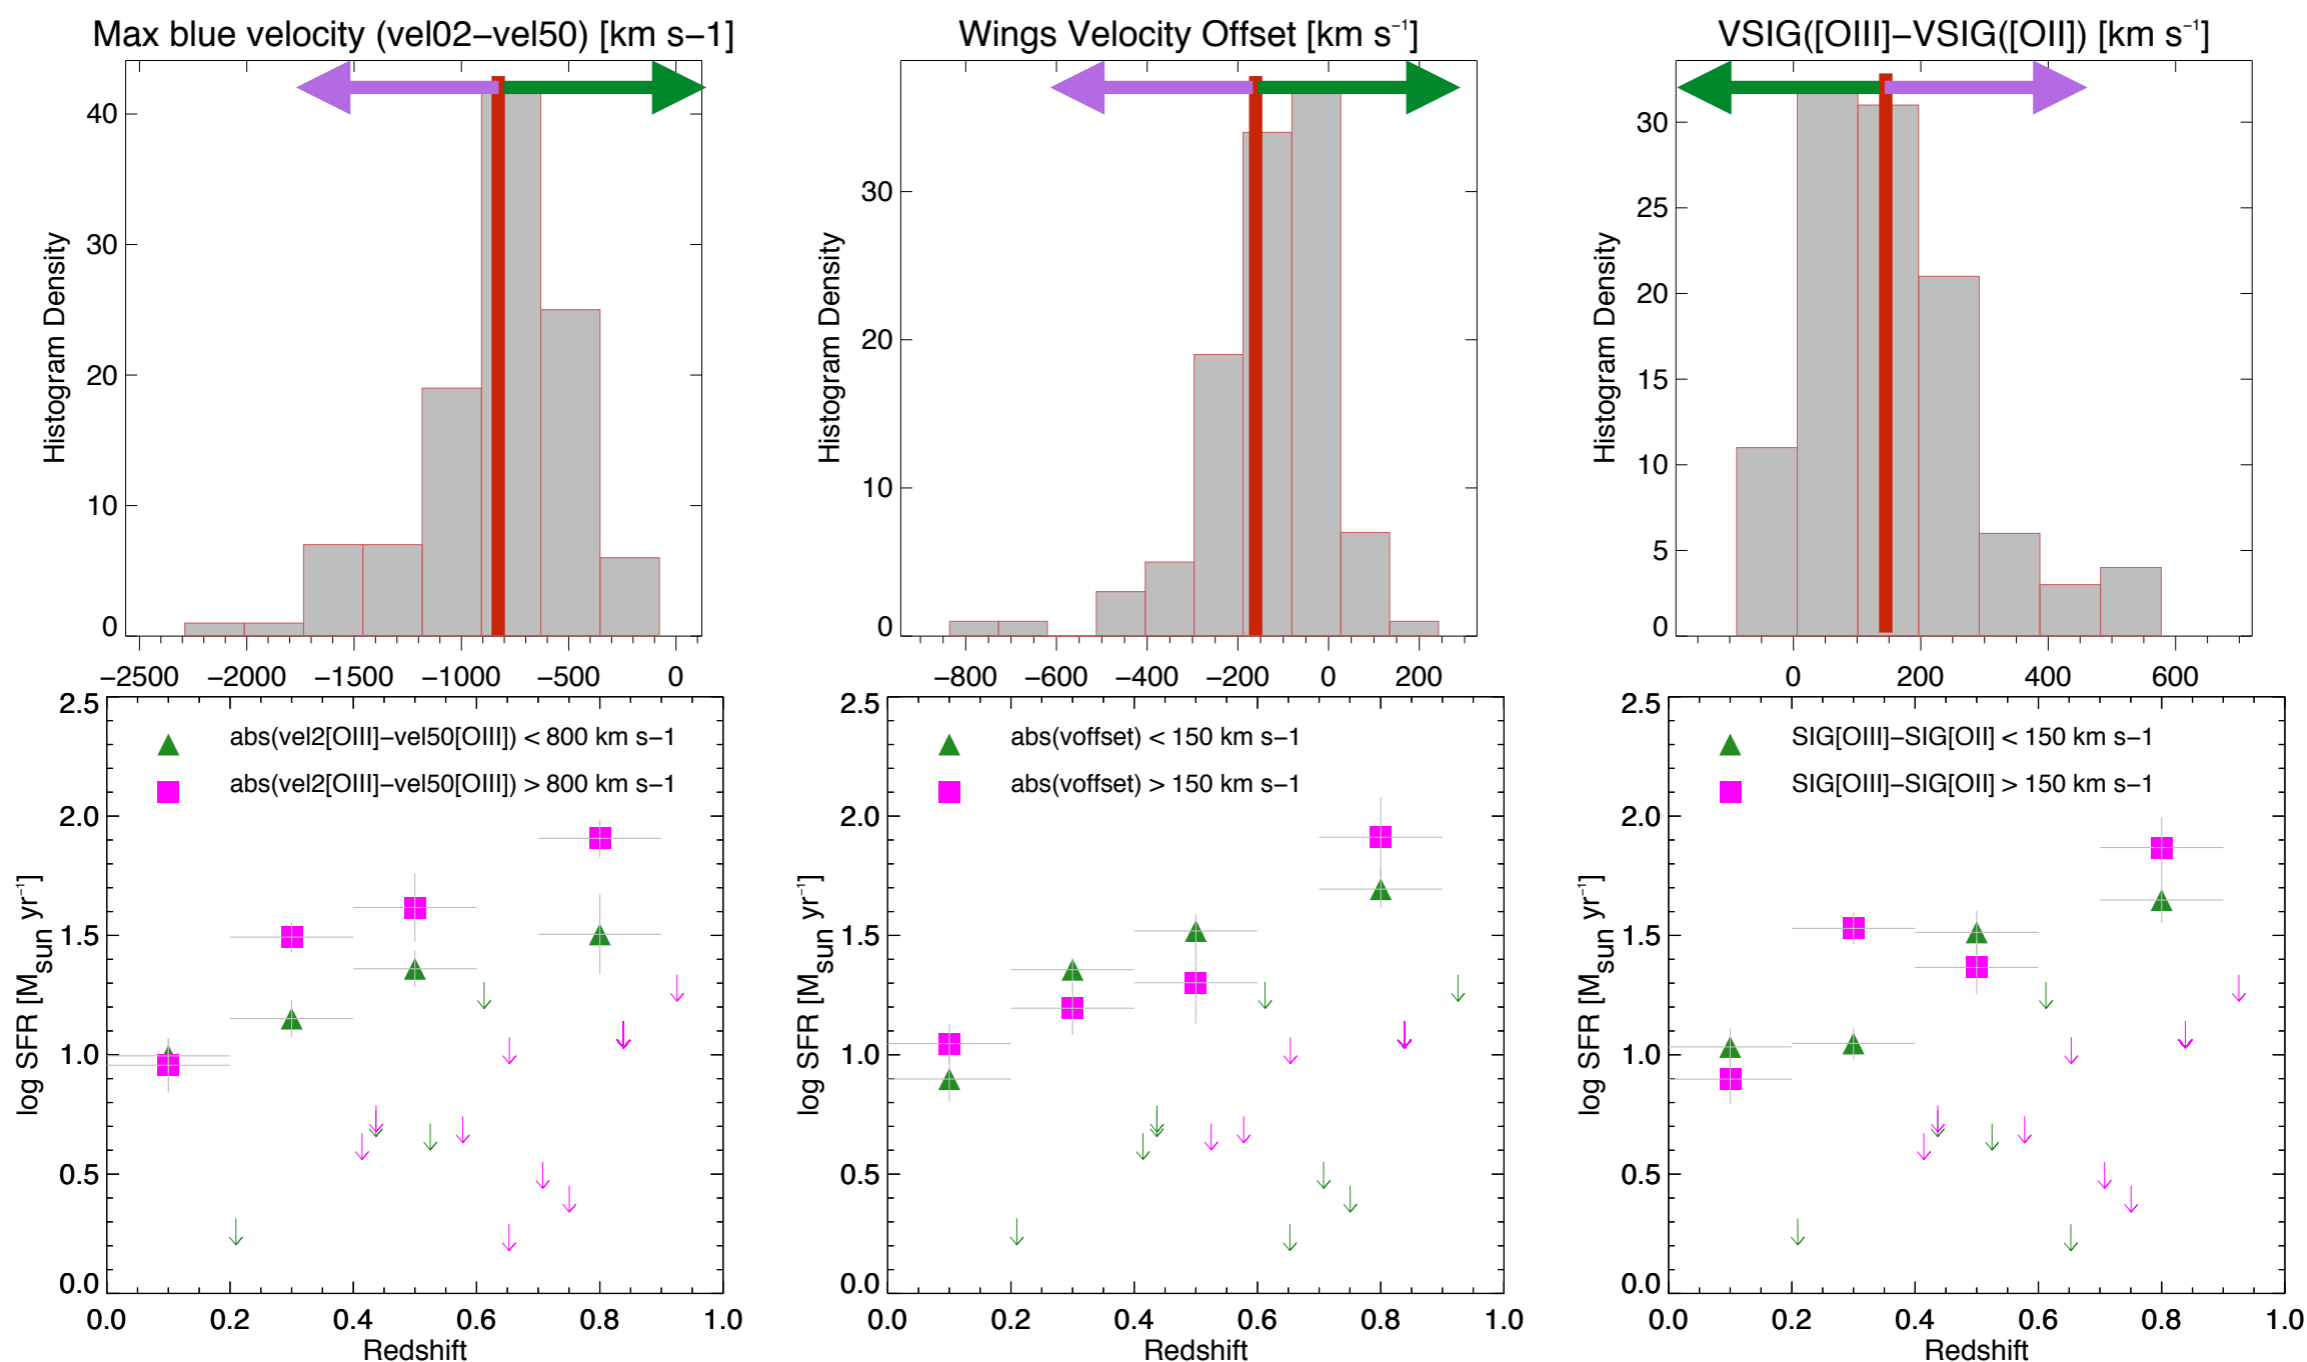 Max blue velocity (vel02−vel50) [km s−1]
40
30
20
10
0
Histogram Density
−2500 −2000 −1500 −1000 −500 0
Wings Velocity Offset [km s⁻¹]
30
20
10
0
Histogram Density
−800 −600 −400 −200 0 200
VSIG([OIII]−VSIG([OII]) [km s⁻¹]
30
25
20
15
10
5
0
Histogram Density
0 200 400 600
2.5
2.0
1.5
1.0
0.5
0.0
log SFR [Msun yr⁻¹]
abs(vel2[OIII]−vel50[OIII]) < 800 km s−1
abs(vel2[OIII]−vel50[OIII]) > 800 km s−1
0.0 0.2 0.4 0.6 0.8 1.0
Redshift
2.5
2.0
1.5
1.0
0.5
0.0
log SFR [Msun yr⁻¹]
abs(voffset) < 150 km s−1
abs(voffset) > 150 km s−1
0.0 0.2 0.4 0.6 0.8 1.0
Redshift
2.5
2.0
1.5
1.0
0.5
0.0
log SFR [Msun yr⁻¹]
SIG[OIII]−SIG[OII] < 150 km s−1
SIG[OIII]−SIG[OII] > 150 km s−1
0.0 0.2 0.4 0.6 0.8 1.0
Redshift